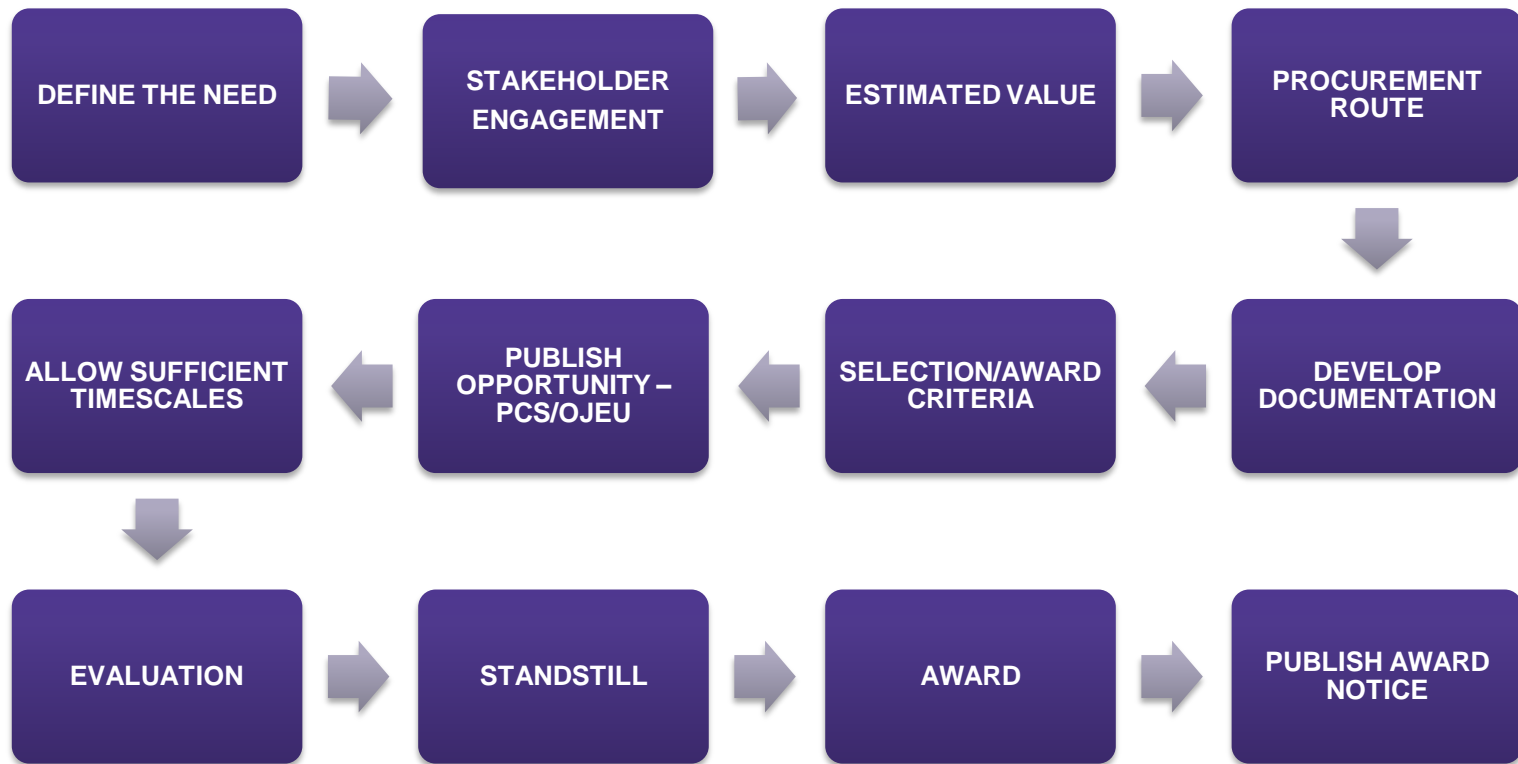 DEFINE THE NEED
STAKEHOLDER
ENGAGEMENT
ESTIMATED VALUE
PROCUREMENT
ROUTE
DEVELOP
DOCUMENTATION
SELECTION/AWARD
CRITERIA
PUBLISH
OPPORTUNITY –
PCS/OJEU
ALLOW SUFFICIENT
TIMESCALES
EVALUATION
STANDSTILL
AWARD
PUBLISH AWARD
NOTICE